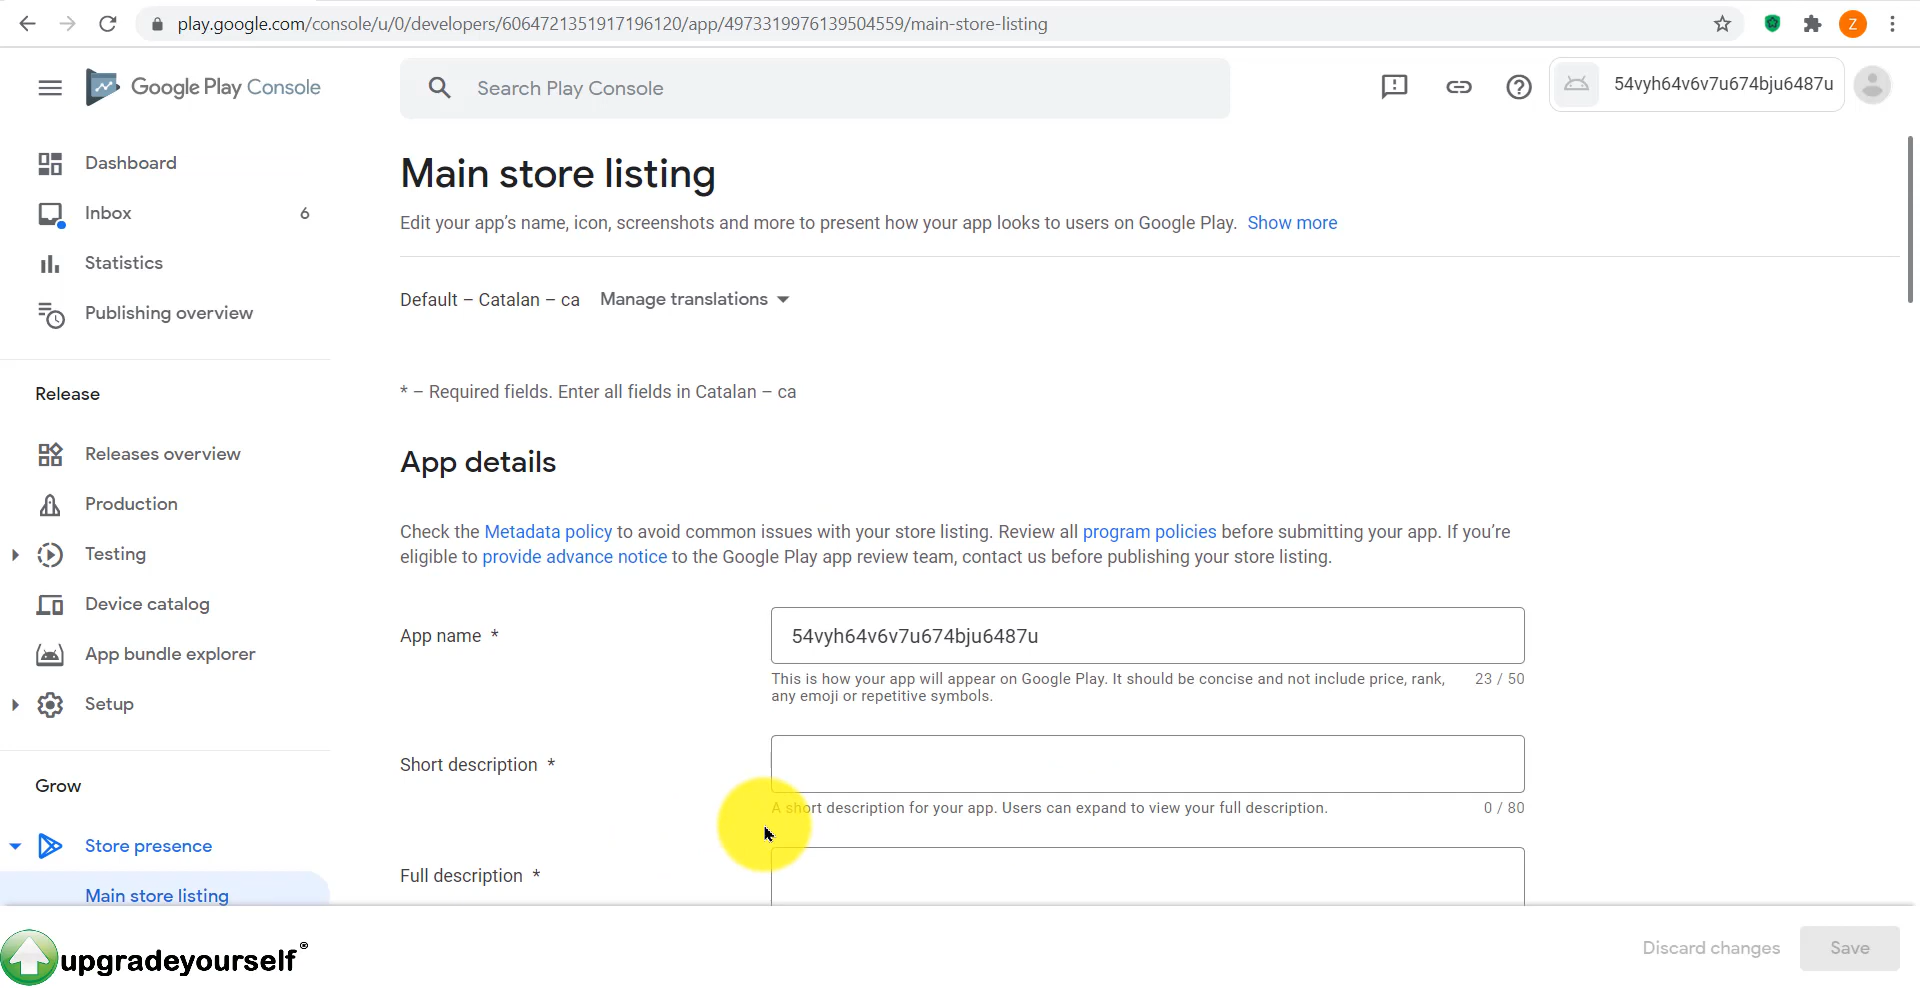 play.google.com/console/u/0/developers/6064721351917196120/app/4973319976139504559/main-store-listing
Z
Google Play Console
Search Play Console
54vyh64v6v7u674bju6487u
Dashboard
Inbox 6
Statistics
Publishing overview
Release
Releases overview
Production
Testing
Device catalog
App bundle explorer
Setup
Grow
Store presence
Main store listing
Main store listing
Edit your app's name, icon, screenshots and more to present how your app looks to users on Google Play. Show more
Default – Catalan – ca Manage translations
* – Required fields. Enter all fields in Catalan – ca
App details
Check the Metadata policy to avoid common issues with your store listing. Review all program policies before submitting your app. If you're
eligible to provide advance notice to the Google Play app review team, contact us before publishing your store listing.
App name *
54vyh64v6v7u674bju6487u
This is how your app will appear on Google Play. It should be concise and not include price, rank, 23 / 50
any emoji or repetitive symbols.
Short description *
A short description for your app. Users can expand to view your full description. 0 / 80
Full description *
upgradeyourself®
Discard changes
Save